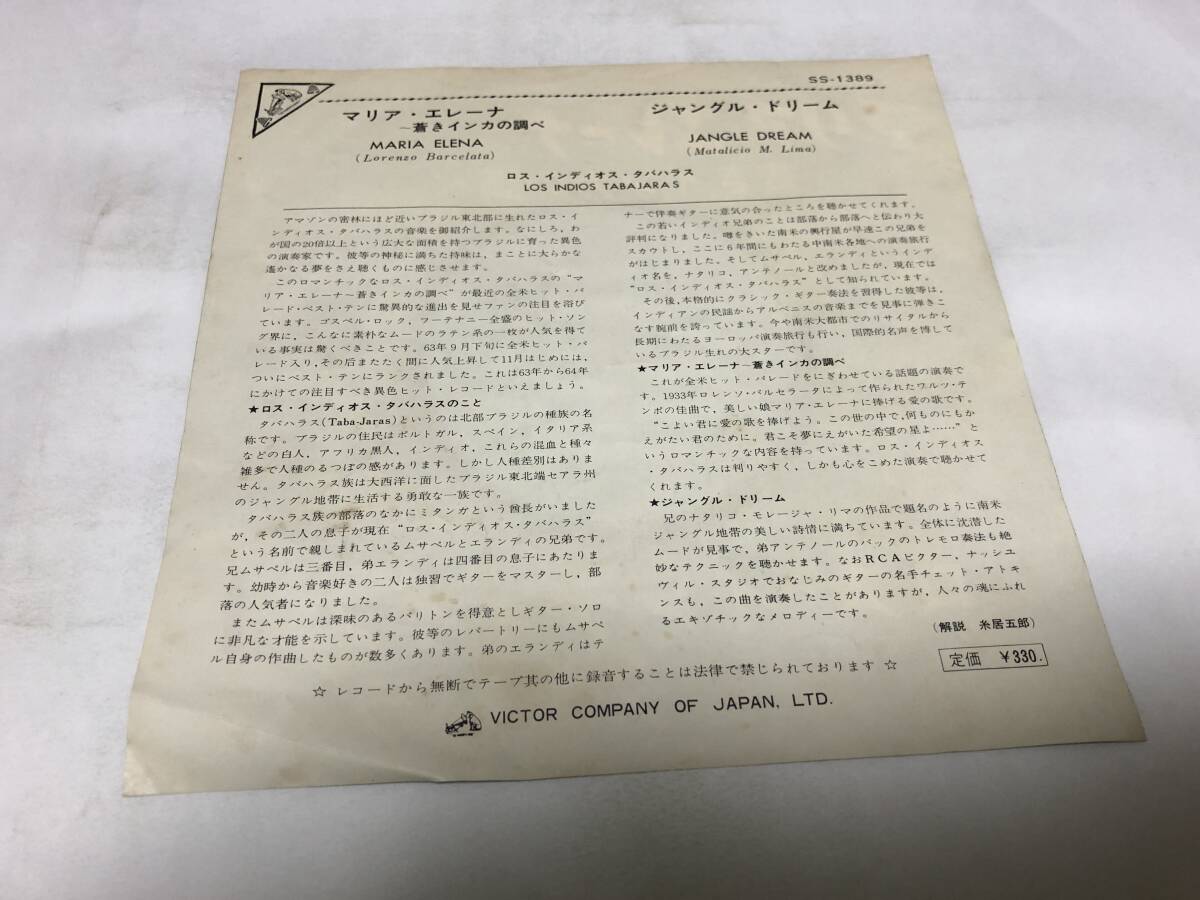 SS-1389
マリア・エレーナ
〜蒼きインカの調べ
MARIA ELENA
(Lorenzo Barcelata)
ジャングル・ドリーム
JANGLE DREAM
(Matalicio M. Lima)
ロス・インディオス・タバハラス
LOS INDIOS TABAJARAS
アマゾンの密林にほど近いブラジル東北部に生れたロス・イ
ンディオス・タバハラスの音楽を御紹介します。なにしろ、わ
が国の20倍以上という広大な面積を持つブラジルに育った異色
の演奏家です。彼等の神秘に満ちた持味は、まことに大らかな
遙かなる夢をさえ聴くものに感じさせます。
このロマンチックなロス・インディオス・タバハラスの“マ
リア・エレーナ〜蒼きインカの調べ”が最近の全米ヒット・パ
レード・ベスト・テンに驚異的な進出を見せファンの注目を浴び
ています。ゴスペル・ロック、フーテナニー全盛のヒット・ソン
グ界に、こんなに素朴なムードのラテン系の一枚が人気を得て
いる事実は驚くべきことです。63年9月下旬に全米ヒット・パ
レード入り，その后またたく間に人気上昇して11月はじめには、
ついにベスト・テンにランクされました。これは63年から64年
にかけての注目すべき異色ヒット・レコードといえましょう。
★ロス・インディオス・タバハラスのこと
タバハラス(Taba-Jaras)というのは北部ブラジルの種族の名
称です。ブラジルの住民はポルトガル、スペイン、イタリア系
などの白人、アフリカ黒人、インディオ、これらの混血と種々
雑多で人種のるつぼの感があります。しかし人種差別はありま
せん。タバハラス族は大西洋に面したブラジル東北端セアラ州
のジャングル地帯に生活する勇敢な一族です。
タバハラス族の部落のなかにミタンガという酋長がいました
が，その二人の息子が現在“ロス・インディオス・タバハラス”
という名前で親しまれているムサペルとエランディの兄弟です。
兄ムサペルは三番目，弟エランディは四番目の息子にあたりま
す。幼時から音楽好きの二人は独習でギターをマスターし，部
落の人気者になりました。
またムサペルは深味のあるバリトンを得意としギター・ソロ
に非凡な才能を示しています。彼等のレパートリーにもムサペ
ル自身の作曲したものが数多くあります。弟のエランディはテ
ナーで伴奏ギターに意気の合ったところを聴かせてくれます。
この若いインディオ兄弟のことは部落から部落へと伝わり大
評判になりました。噂をきいた南米の興行屋が早速この兄弟を
スカウトし、ここに6年間にもわたる中南米各地への演奏旅行
がはじまりました。そしてムサペル、エランディというインデ
ィオ名を、ナタリコ、アンテノールと改めましたが、現在では
“ロス・インディオス・タバハラス”として知られています。
その後，本格的にクラシック・ギター奏法を習得した彼等は、
インディアンの民謡からアルベニスの音楽までを見事に弾きこ
なす腕前を誇っています。今や南米大都市でのリサイタルから
長期にわたるヨーロッパ演奏旅行も行い，国際的名声を博して
いるブラジル生れの大スターです。
★マリア・エレーナ〜蒼きインカの調べ
これが全米ヒット・パレードをにぎわせている話題の演奏で
す。1933年ロレンソ・バルセラータによって作られたワルツ・テ
ンポの佳曲で，美しい娘マリア・エレーナに捧げる愛の歌です。
“こよい君に愛の歌を捧げよう。この世の中で，何ものにもか
えがたい君のために。君こそ夢にえがいた希望の星よ……”と
いうロマンチックな内容を持っています。ロス・インディオス
・タバハラスは判りやすく，しかも心をこめた演奏で聴かせて
くれます。
★ジャングル・ドリーム
兄のナタリコ・モレージャ・リマの作品で題名のように南米
ジャングル地帯の美しい詩情に満ちています。全体に沈潜した
ムードが見事で，弟アンテノールのバックのトレモロ奏法も絶
妙なテクニックを聴かせます。なおRCAビクター、ナッシュ
ヴィル・スタジオでおなじみのギターの名手チェット・アトキ
ンスも，この曲を演奏したことがありますが，人々の魂にふれ
るエキゾチックなメロディーです。
(解説 糸居五郎)
定価 ¥330.
☆ レコードから無断でテープ其の他に録音することは法律で禁じられております ☆
VICTOR COMPANY OF JAPAN, LTD.